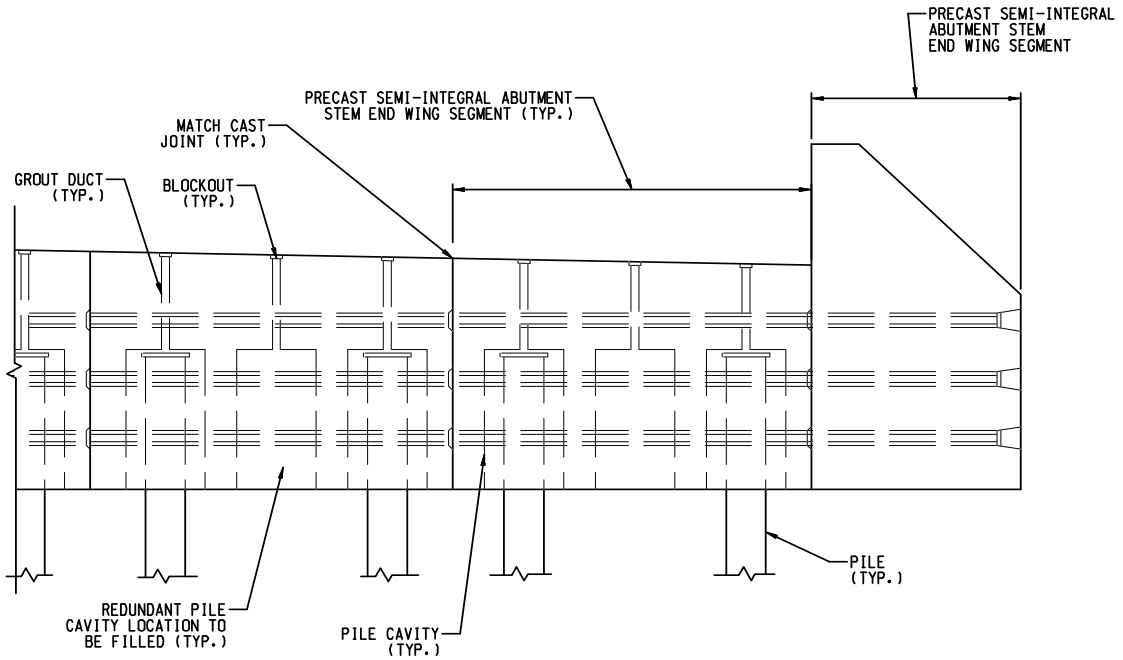 PRECAST SEMI-INTEGRAL
ABUTMENT STEM
END WING SEGMENT
PRECAST SEMI-INTEGRAL ABUTMENT
STEM END WING SEGMENT (TYP.)
MATCH CAST
JOINT (TYP.)
GROUT DUCT
(TYP.)
BLOCKOUT
(TYP.)
PILE
(TYP.)
REDUNDANT PILE
CAVITY LOCATION TO
BE FILLED (TYP.)
PILE CAVITY
(TYP.)